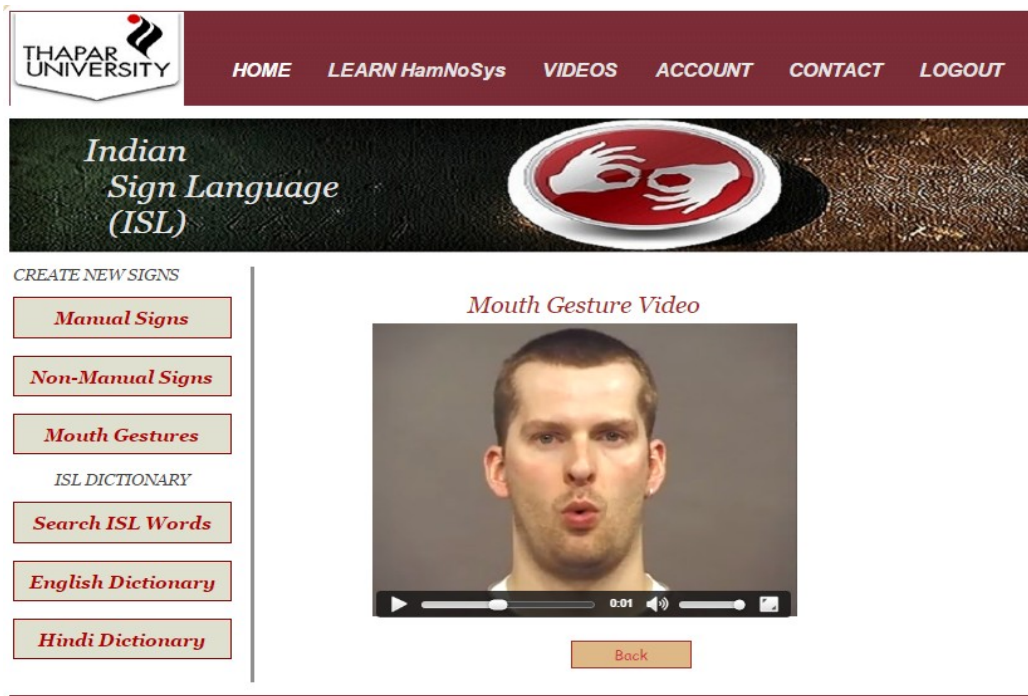 THAPAR
UNIVERSITY
HOME LEARN HamNoSys VIDEOS ACCOUNT CONTACT LOGOUT
Indian
Sign Language
(ISL)
CREATE NEW SIGNS
Manual Signs
Non-Manual Signs
Mouth Gestures
ISL DICTIONARY
Search ISL Words
English Dictionary
Hindi Dictionary
Mouth Gesture Video
0:01
Back